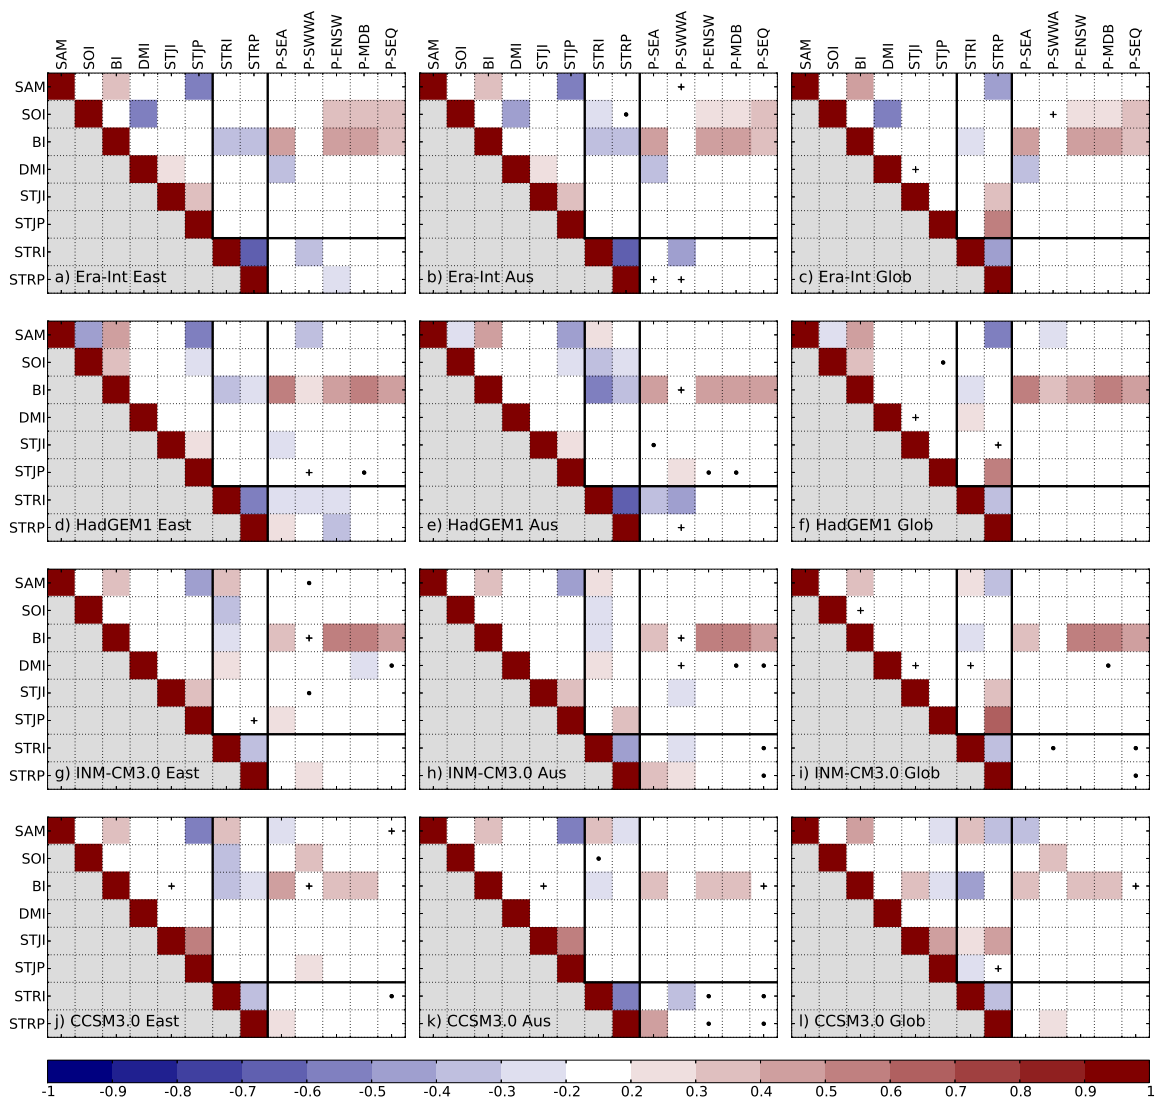 SAM SOI BI DMI STJI STJP STRI STRP P-SEA P-SWWA P-ENSW P-MDB P-SEQ
SAM SOI BI DMI STJI STJP STRI STRP P-SEA P-SWWA P-ENSW P-MDB P-SEQ
SAM SOI BI DMI STJI STJP STRI STRP P-SEA P-SWWA P-ENSW P-MDB P-SEQ
SAM
SOI
BI
DMI
STJI
STJP
STRI
STRP
a) Era-Int East
b) Era-Int Aus
c) Era-Int Glob
SAM
SOI
BI
DMI
STJI
STJP
STRI
STRP
d) HadGEM1 East
e) HadGEM1 Aus
f) HadGEM1 Glob
SAM
SOI
BI
DMI
STJI
STJP
STRI
STRP
g) INM-CM3.0 East
h) INM-CM3.0 Aus
i) INM-CM3.0 Glob
SAM
SOI
BI
DMI
STJI
STJP
STRI
STRP
j) CCSM3.0 East
k) CCSM3.0 Aus
l) CCSM3.0 Glob
-1 -0.9 -0.8 -0.7 -0.6 -0.5 -0.4 -0.3 -0.2 0.2 0.3 0.4 0.5 0.6 0.7 0.8 0.9 1